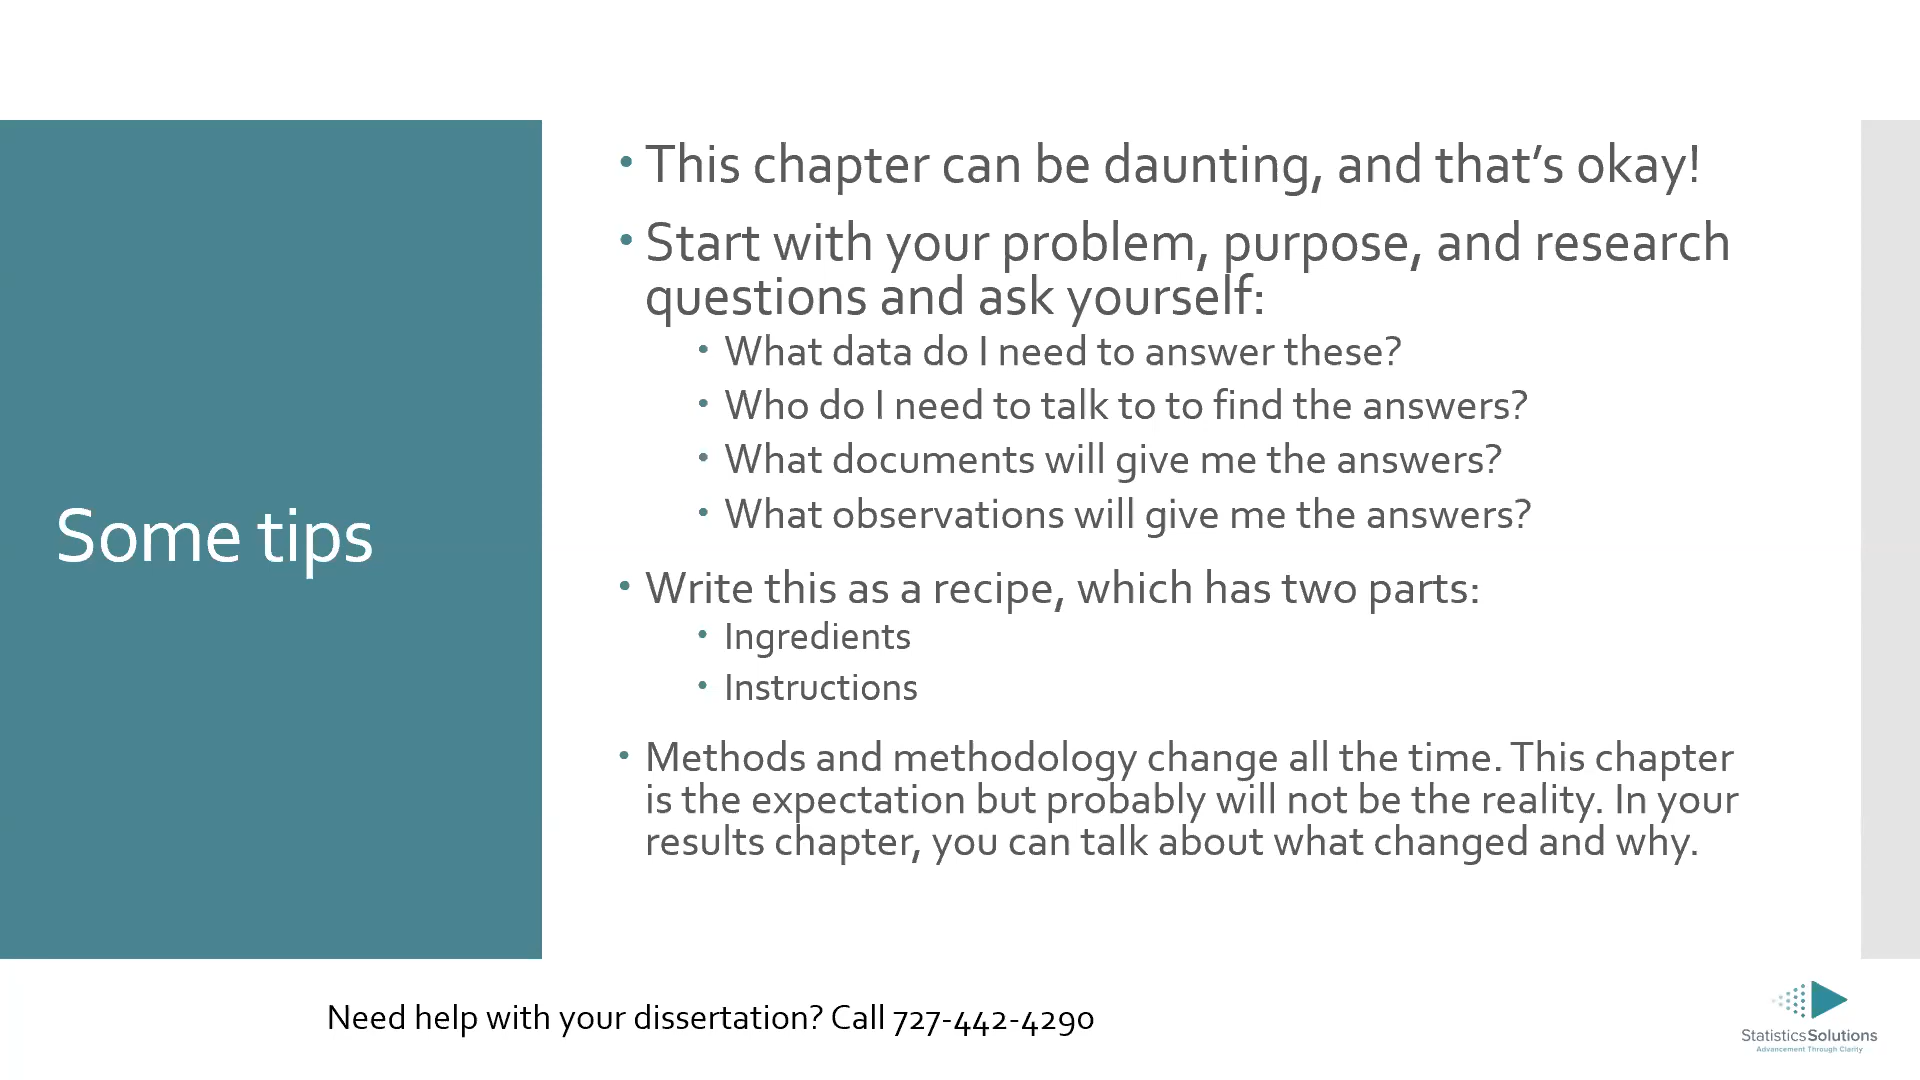 Some tips
• This chapter can be daunting, and that’s okay!
• Start with your problem, purpose, and research
questions and ask yourself:
• What data do I need to answer these?
• Who do I need to talk to to find the answers?
• What documents will give me the answers?
• What observations will give me the answers?
• Write this as a recipe, which has two parts:
• Ingredients
• Instructions
• Methods and methodology change all the time. This chapter
is the expectation but probably will not be the reality. In your
results chapter, you can talk about what changed and why.
Need help with your dissertation? Call 727-442-4290
StatisticsSolutions
Advancement Through Clarity